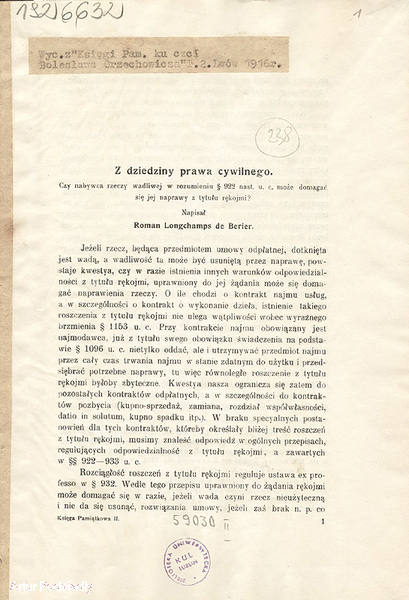 192/6632
1
Wyc.z"Księgi Pam. ku czci
Bolesława Orzechowicza"T.2.Lwów 1916r.
238
Z dziedziny prawa cywilnego.
Czy nabywca rzeczy wadliwej w rozumieniu § 922 nast. u. c. może domagać
się jej naprawy z tytułu rękojmi?
Napisał
Roman Longchamps de Berier.
Jeżeli rzecz, będąca przedmiotem umowy odpłatnej, dotknięta
jest wadą, a wadliwość ta może być usuniętą przez naprawę, pow-
staje kwestya, czy w razie istnienia innych warunków odpowiedzial-
ności z tytułu rękojmi, uprawniony do jej żądania może się doma-
gać naprawienia rzeczy. O ile chodzi o kontrakt najmu usług,
a w szczególności o kontrakt o wykonanie dzieła, istnienie takiego
roszczenia z tytułu rękojmi nie ulega wątpliwości wobec wyraźnego
brzmienia § 1153 u. c. Przy kontrakcie najmu obowiązany jest
najmodawca, już z tytułu swego obowiązku świadczenia na podsta-
wie § 1096 u. c. nietylko oddać, ale i utrzymywać przedmiot najmu
przez cały czas trwania najmu w stanie zdatnym do użytku i przed-
siębrać potrzebne naprawy, tu więc równoległe roszczenie z tytułu
rękojmi byłoby zbyteczne. Kwestya nasza ogranicza się zatem do
pozostałych kontraktów odpłatnych, a w szczególności do kontrak-
tów pozbycia (kupno-sprzedaż, zamiana, rozdział współwłasności,
datio in solutum, kupno spadku itp.). W braku specyalnych posta-
nowień dla tych kontraktów, któreby określały bliżej treść roszczeń
z tytułu rękojmi, musimy znaleść odpowiedź w ogólnych przepisach,
regulujących odpowiedzialność z tytułu rękojmi, a zawartych
w §§ 922—933 u. c.
Rozciągłość roszczeń z tytułu rękojmi reguluje ustawa ex pro-
fesso w § 932. Wedle tego przepisu uprawniony do żądania rękojmi
może domagać się w razie, jeżeli wada czyni rzecz nieużyteczną
i nie da się usunąć, rozwiązania umowy, jeżeli zaś brak n. p. co
Księga Pamiątkowa II.
1
59030
II
BIBLIOTEKA UNIWERSYTECKA
KUL
LUBLIN